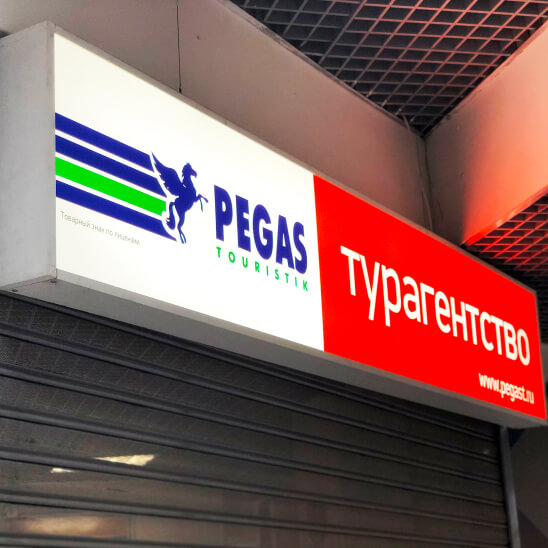 PEGAS
TOURISTIK
Товарный знак по лицензии
турагентство
www.pegast.ru